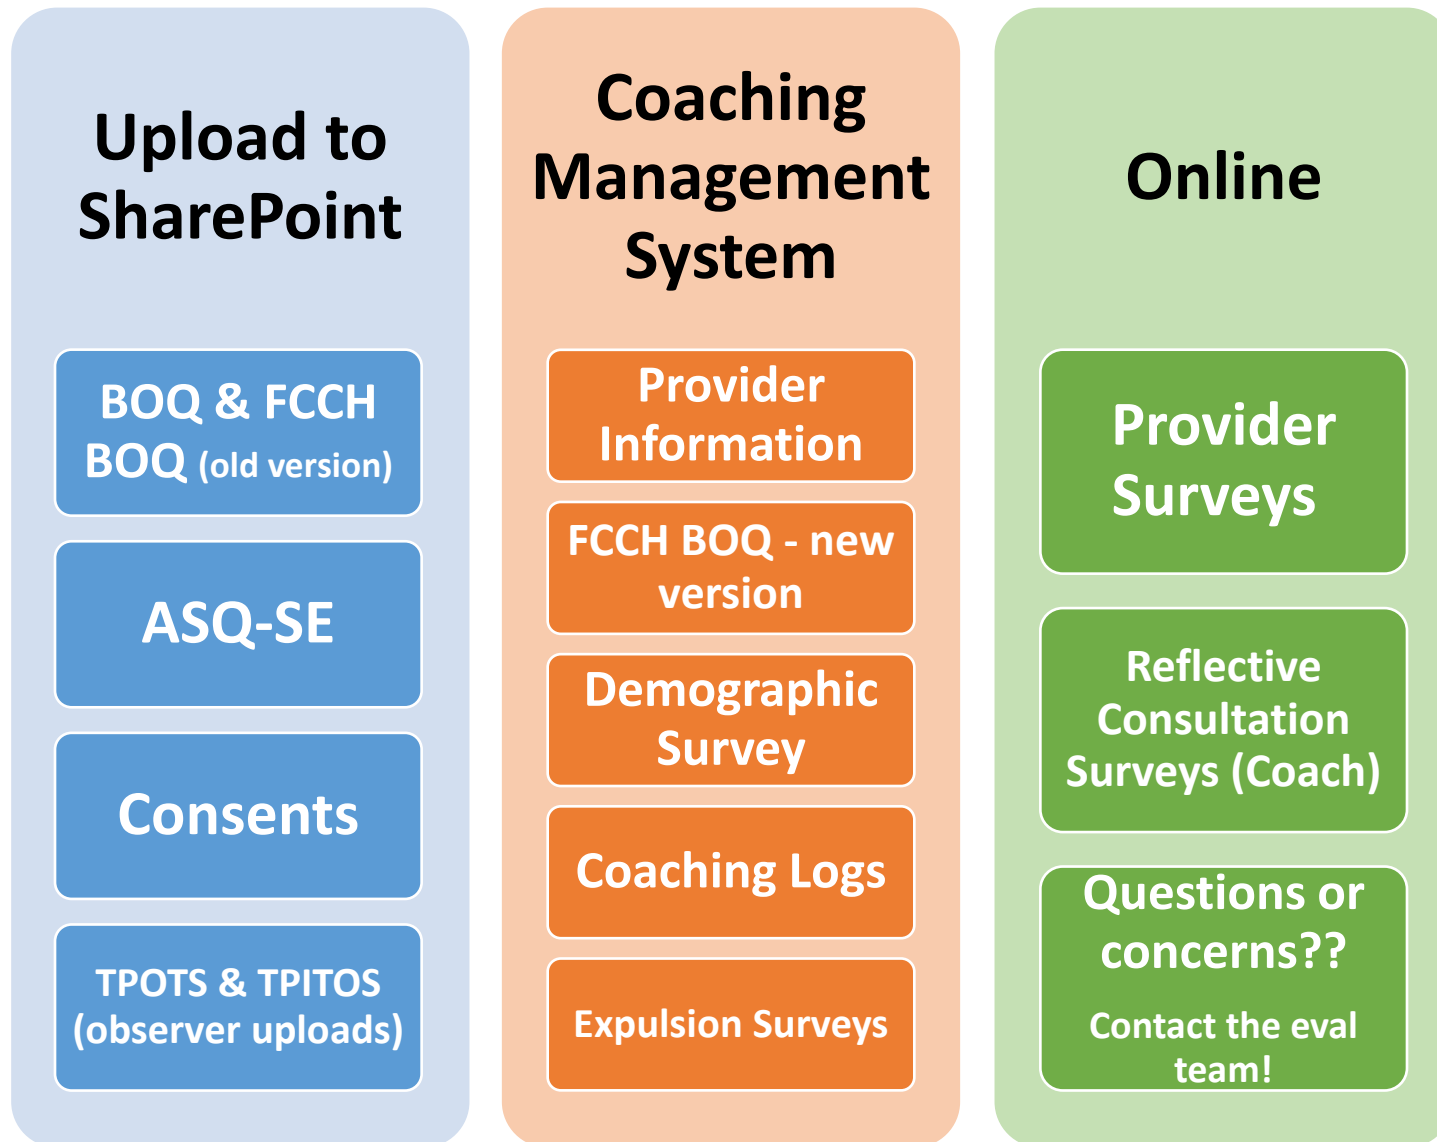 Upload to
SharePoint
BOQ & FCCH
BOQ (old version)
ASQ-SE
Consents
TPOTS & TPITOS
(observer uploads)
Coaching
Management
System
Provider
Information
FCCH BOQ - new
version
Demographic
Survey
Coaching Logs
Expulsion Surveys
Online
Provider
Surveys
Reflective
Consultation
Surveys (Coach)
Questions or
concerns??
Contact the eval
team!